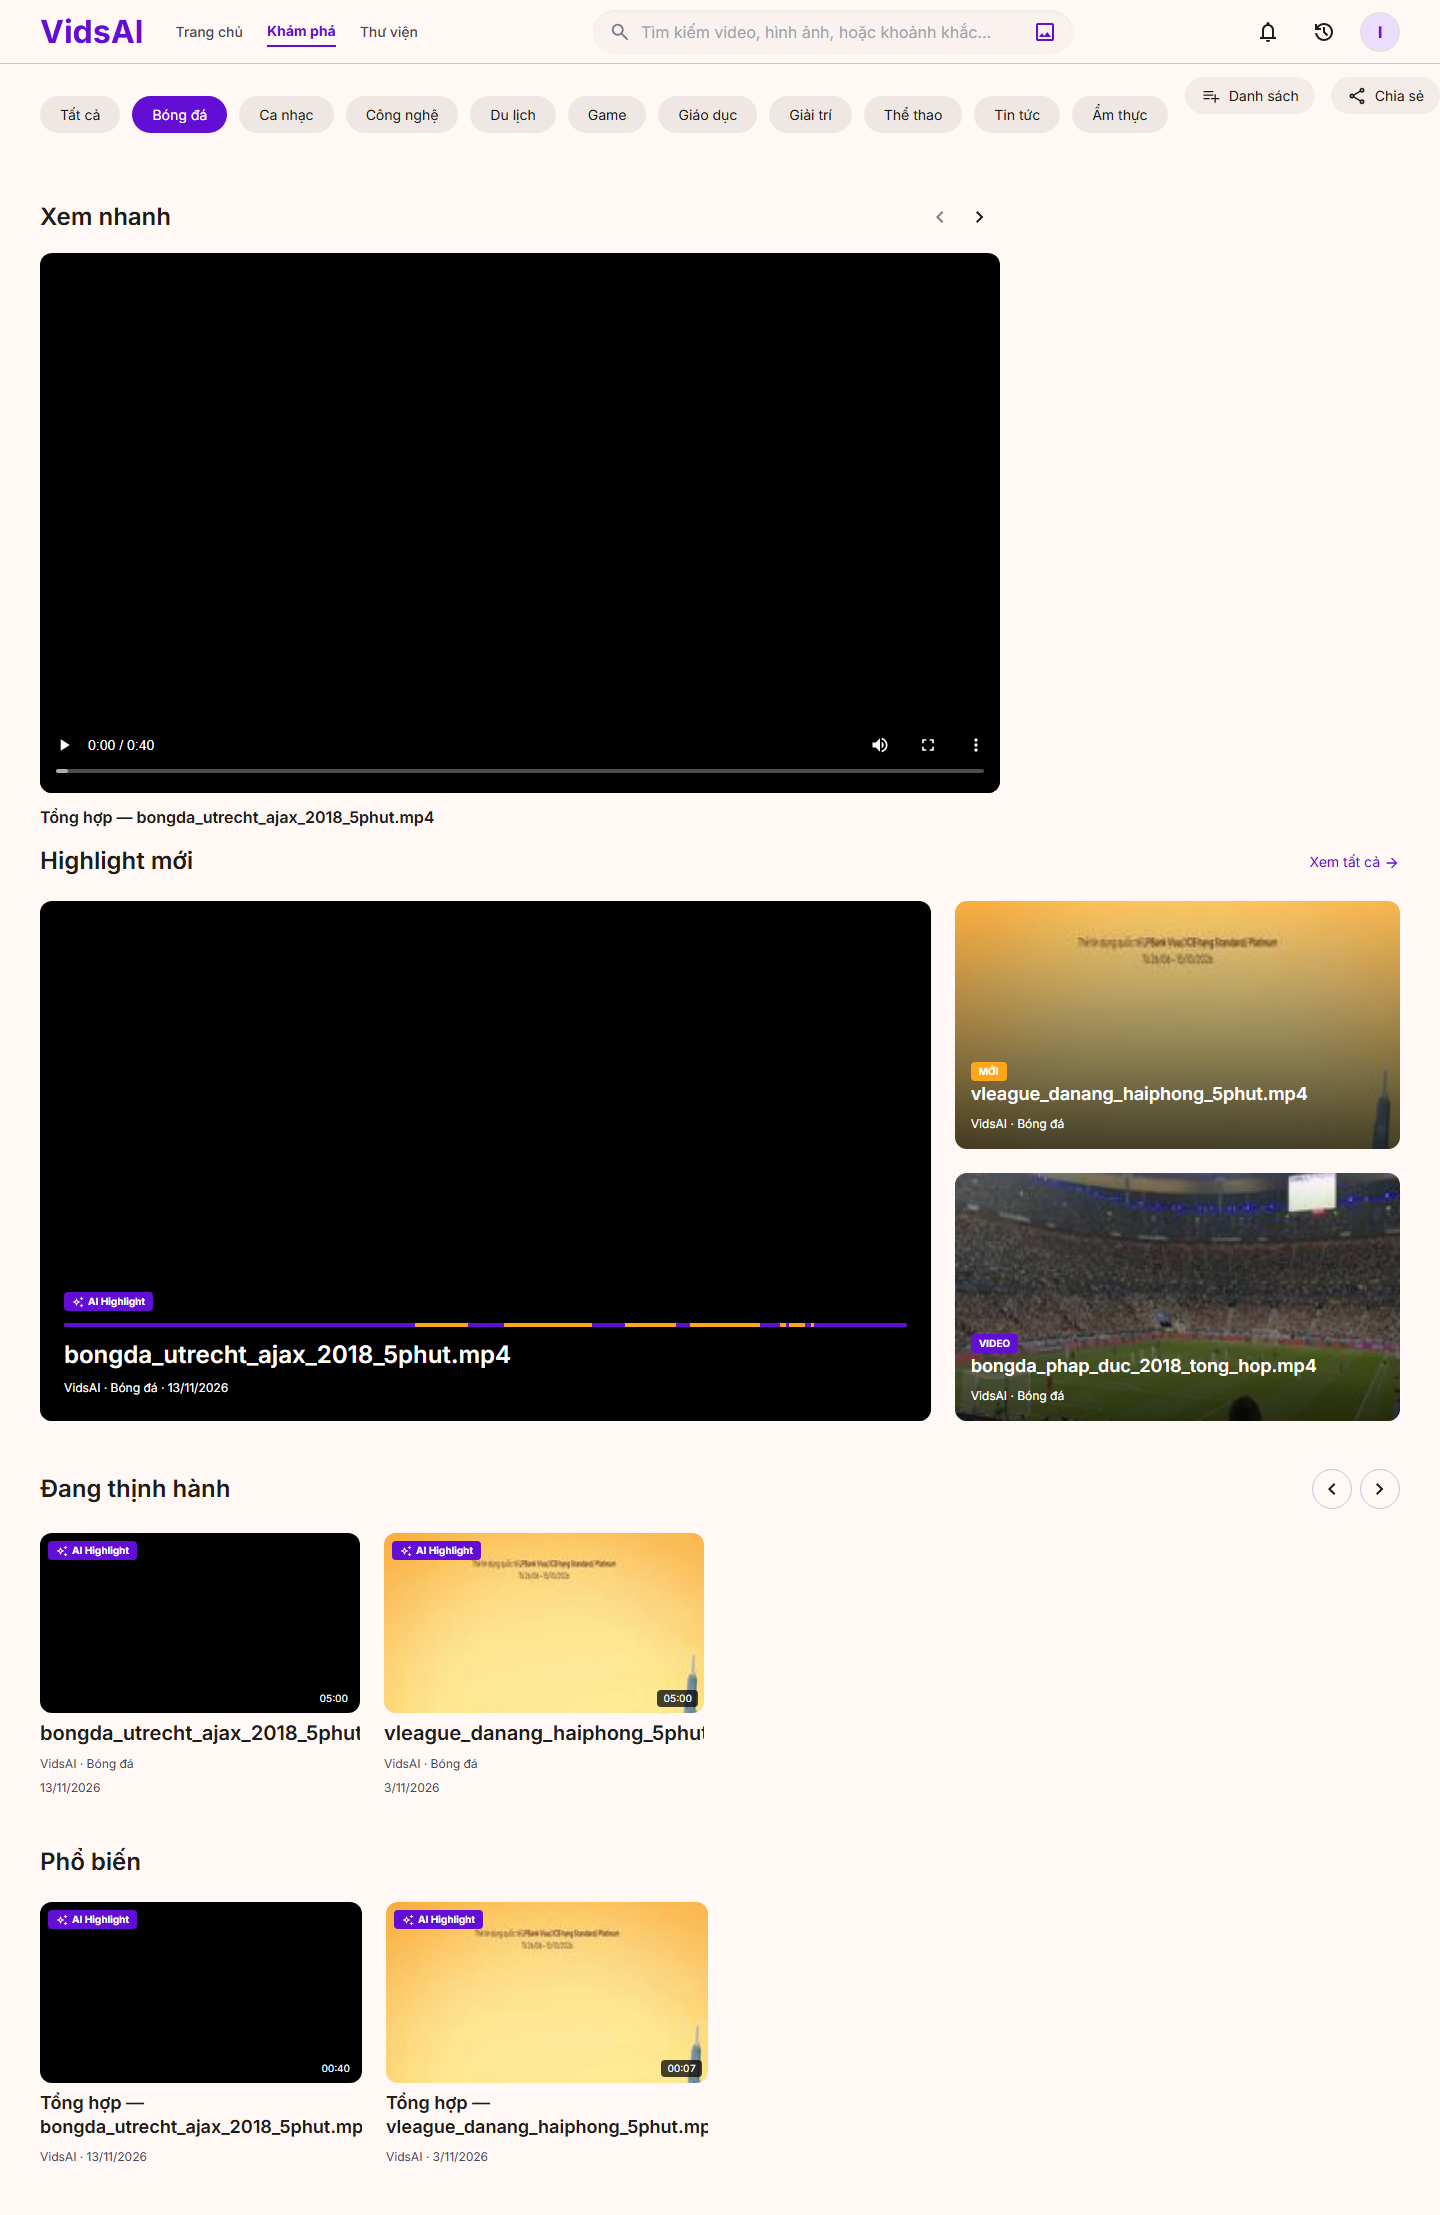 VidsAI
Trang chủ
Khám phá
Thư viện
Tìm kiếm video, hình ảnh, hoặc khoảnh khắc...
I
Tất cả
Bóng đá
Ca nhạc
Công nghệ
Du lịch
Game
Giáo dục
Giải trí
Thể thao
Tin tức
Ẩm thực
Danh sách
Chia sẻ
Xem nhanh
0:00 / 0:40
Tổng hợp — bongda_utrecht_ajax_2018_5phut.mp4
Highlight mới
Xem tất cả
AI Highlight
bongda_utrecht_ajax_2018_5phut.mp4
VidsAI · Bóng đá · 13/11/2026
MỚI
vleague_danang_haiphong_5phut.mp4
VidsAI · Bóng đá
VIDEO
bongda_phap_duc_2018_tong_hop.mp4
VidsAI · Bóng đá
Đang thịnh hành
AI Highlight
05:00
bongda_utrecht_ajax_2018_5phut
VidsAI · Bóng đá
13/11/2026
AI Highlight
05:00
vleague_danang_haiphong_5phut
VidsAI · Bóng đá
3/11/2026
Phổ biến
AI Highlight
00:40
Tổng hợp —
bongda_utrecht_ajax_2018_5phut.mp
VidsAI · 13/11/2026
AI Highlight
00:07
Tổng hợp —
vleague_danang_haiphong_5phut.mp
VidsAI · 3/11/2026